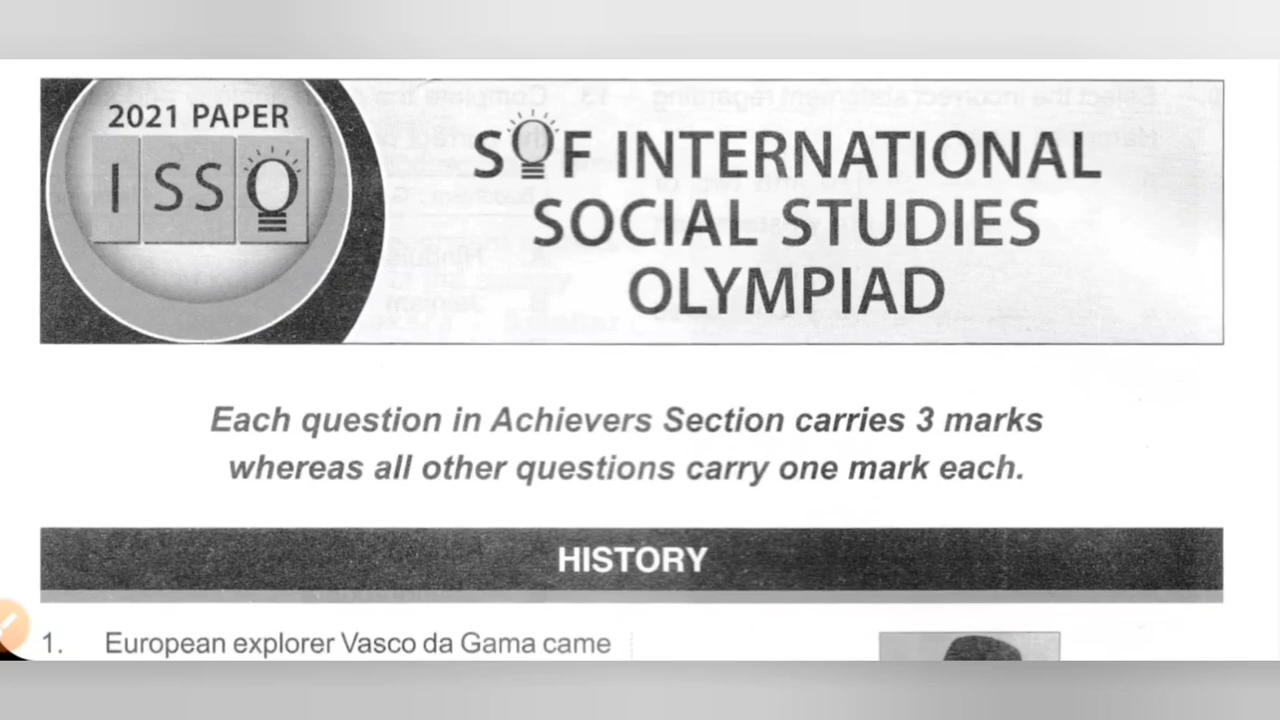 2021 PAPER
ISSO
SOF INTERNATIONAL
SOCIAL STUDIES
OLYMPIAD
Each question in Achievers Section carries 3 marks
whereas all other questions carry one mark each.
HISTORY
1. European explorer Vasco da Gama came